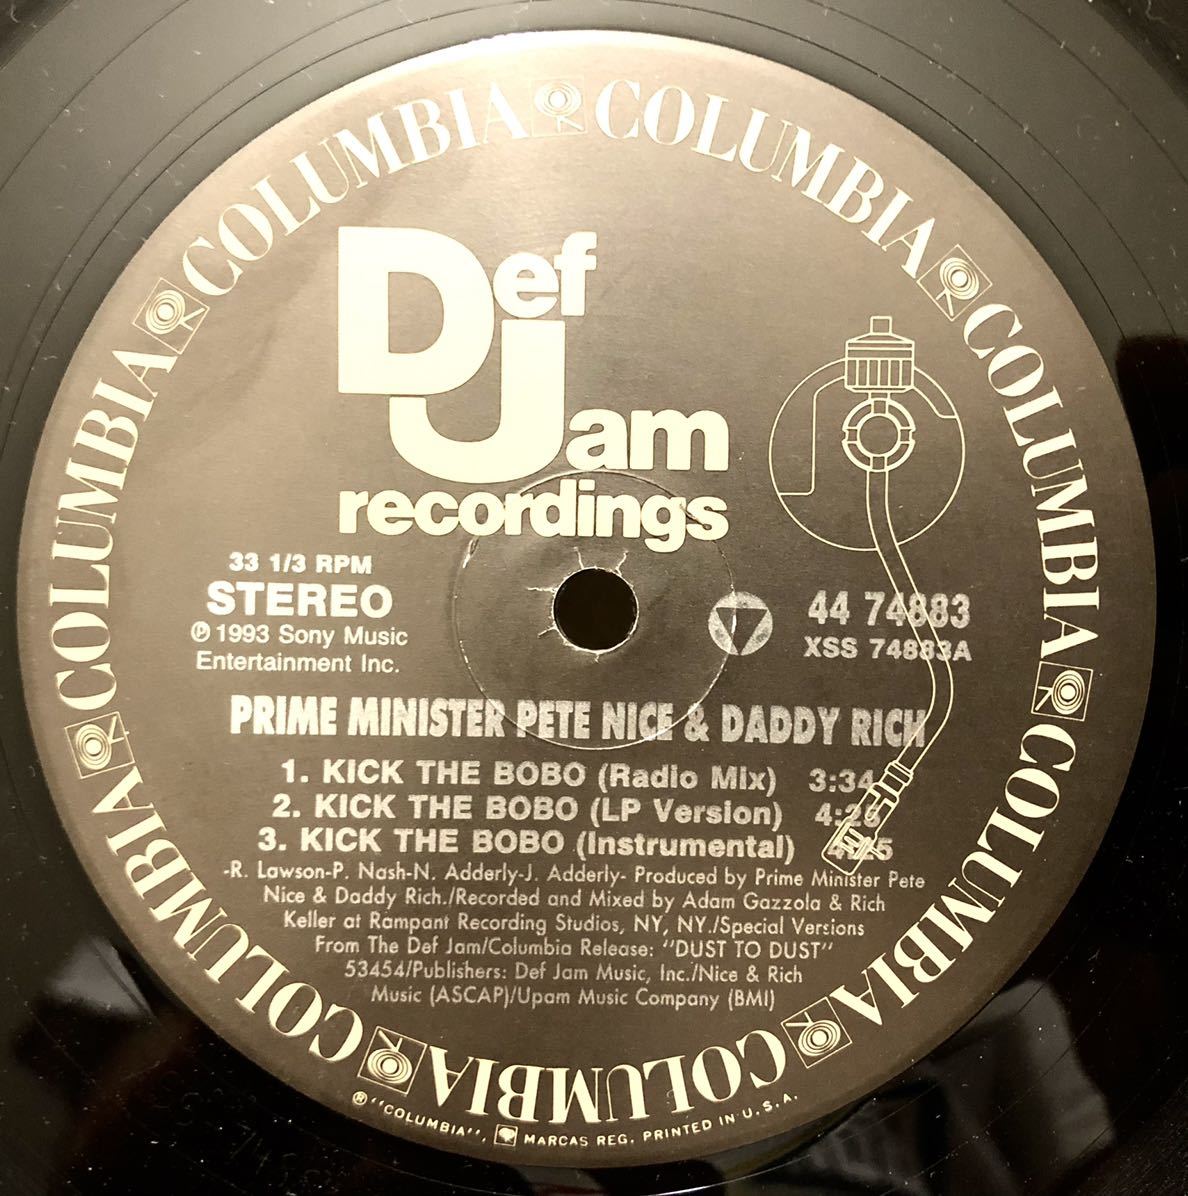 COLUMBIA COLUMBIA COLUMBIA COLUMBIA COLUMBIA COLUMBIA COLUMBIA COLUMBIA COLUMBIA
Def
Jam
recordings
33 1/3 RPM
STEREO
℗ 1993 Sony Music
Entertainment Inc.
44 74883
XSS 74883A
PRIME MINISTER PETE NICE & DADDY RICH
1. KICK THE BOBO (Radio Mix) 3:34
2. KICK THE BOBO (LP Version) 4:26
3. KICK THE BOBO (Instrumental) 4:25
-R. Lawson-P. Nash-N. Adderly-J. Adderly- Produced by Prime Minister Pete
Nice & Daddy Rich./Recorded and Mixed by Adam Gazzola & Rich
Keller at Rampant Recording Studios, NY, NY./Special Versions
From The Def Jam/Columbia Release: "DUST TO DUST"
53454/Publishers: Def Jam Music, Inc./Nice & Rich
Music (ASCAP)/Upam Music Company (BMI)
® "COLUMBIA", MARCAS REG. PRINTED IN U.S.A.